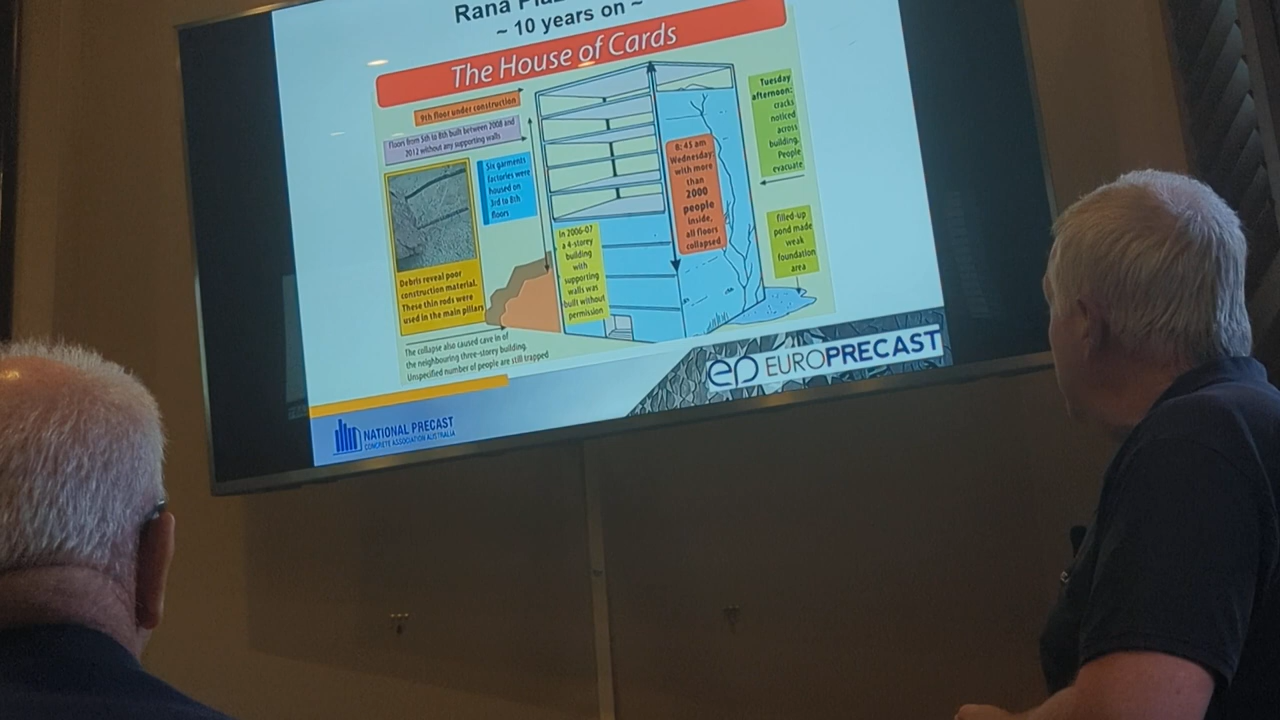 Rana
~ 10 years on ~
The House of Cards
9th floor under construction
Floors from 5th to 8th built between 2008 and
2012 without any supporting walls
Six garments
factories were
housed on
3rd to 8th
floors
Debris reveal poor
construction material.
These thin rods were
used in the main pillars
In 2006-07
a 4-storey
building
with
supporting
walls was
built without
permission
8:45 am
Wednesday:
with more
than
2000
people
inside,
all floors
collapsed
Tuesday
afternoon:
cracks
noticed
across
building.
People
evacuate
filled-up
pond made
weak
foundation
area
The collapse also caused cave in of
the neighbouring three-storey building.
Unspecified number of people are still trapped
NATIONAL PRECAST
CONCRETE ASSOCIATION AUSTRALIA
ep EUROPRECAST